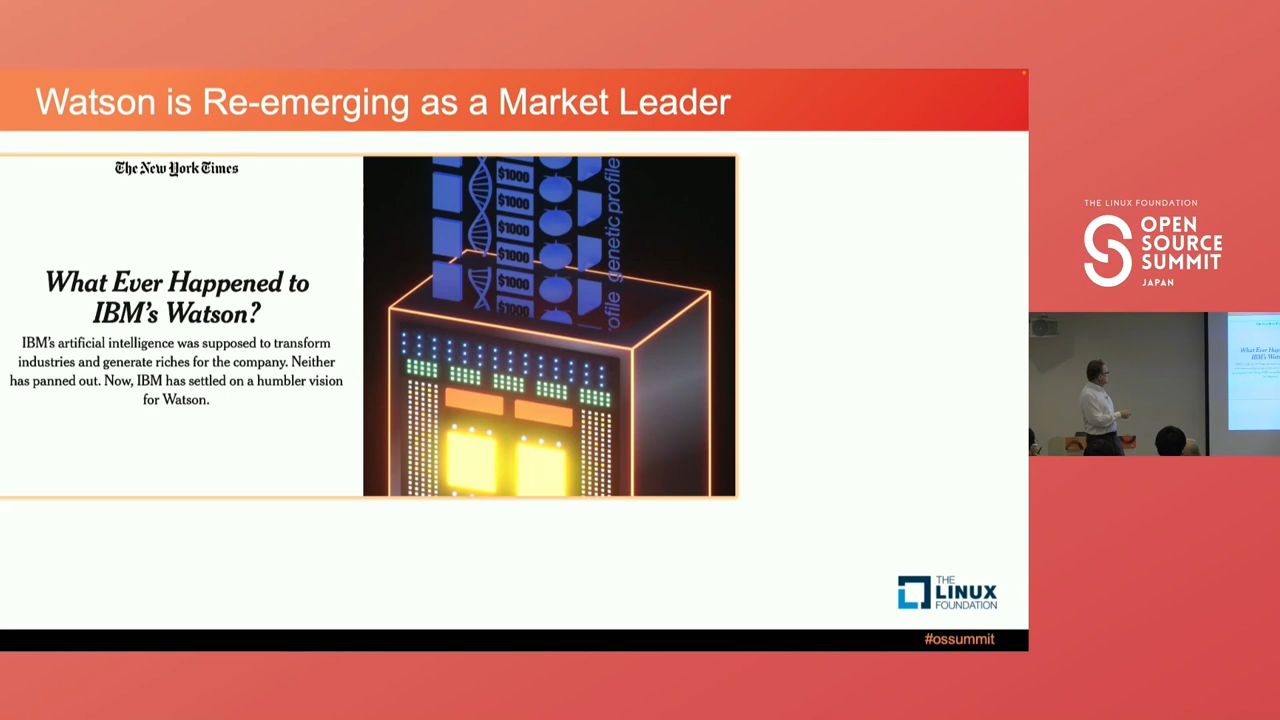 Watson is Re-emerging as a Market Leader
The New York Times
What Ever Happened to
IBM's Watson?
IBM's artificial intelligence was supposed to transform
industries and generate riches for the company. Neither
has panned out. Now, IBM has settled on a humbler vision
for Watson.
$1000
$1000
$1000
$1000
$1000
$1000
ofile genetic profile
THE LINUX FOUNDATION
OPEN
SOURCE
SUMMIT
JAPAN
THE
LINUX
FOUNDATION
#ossummit